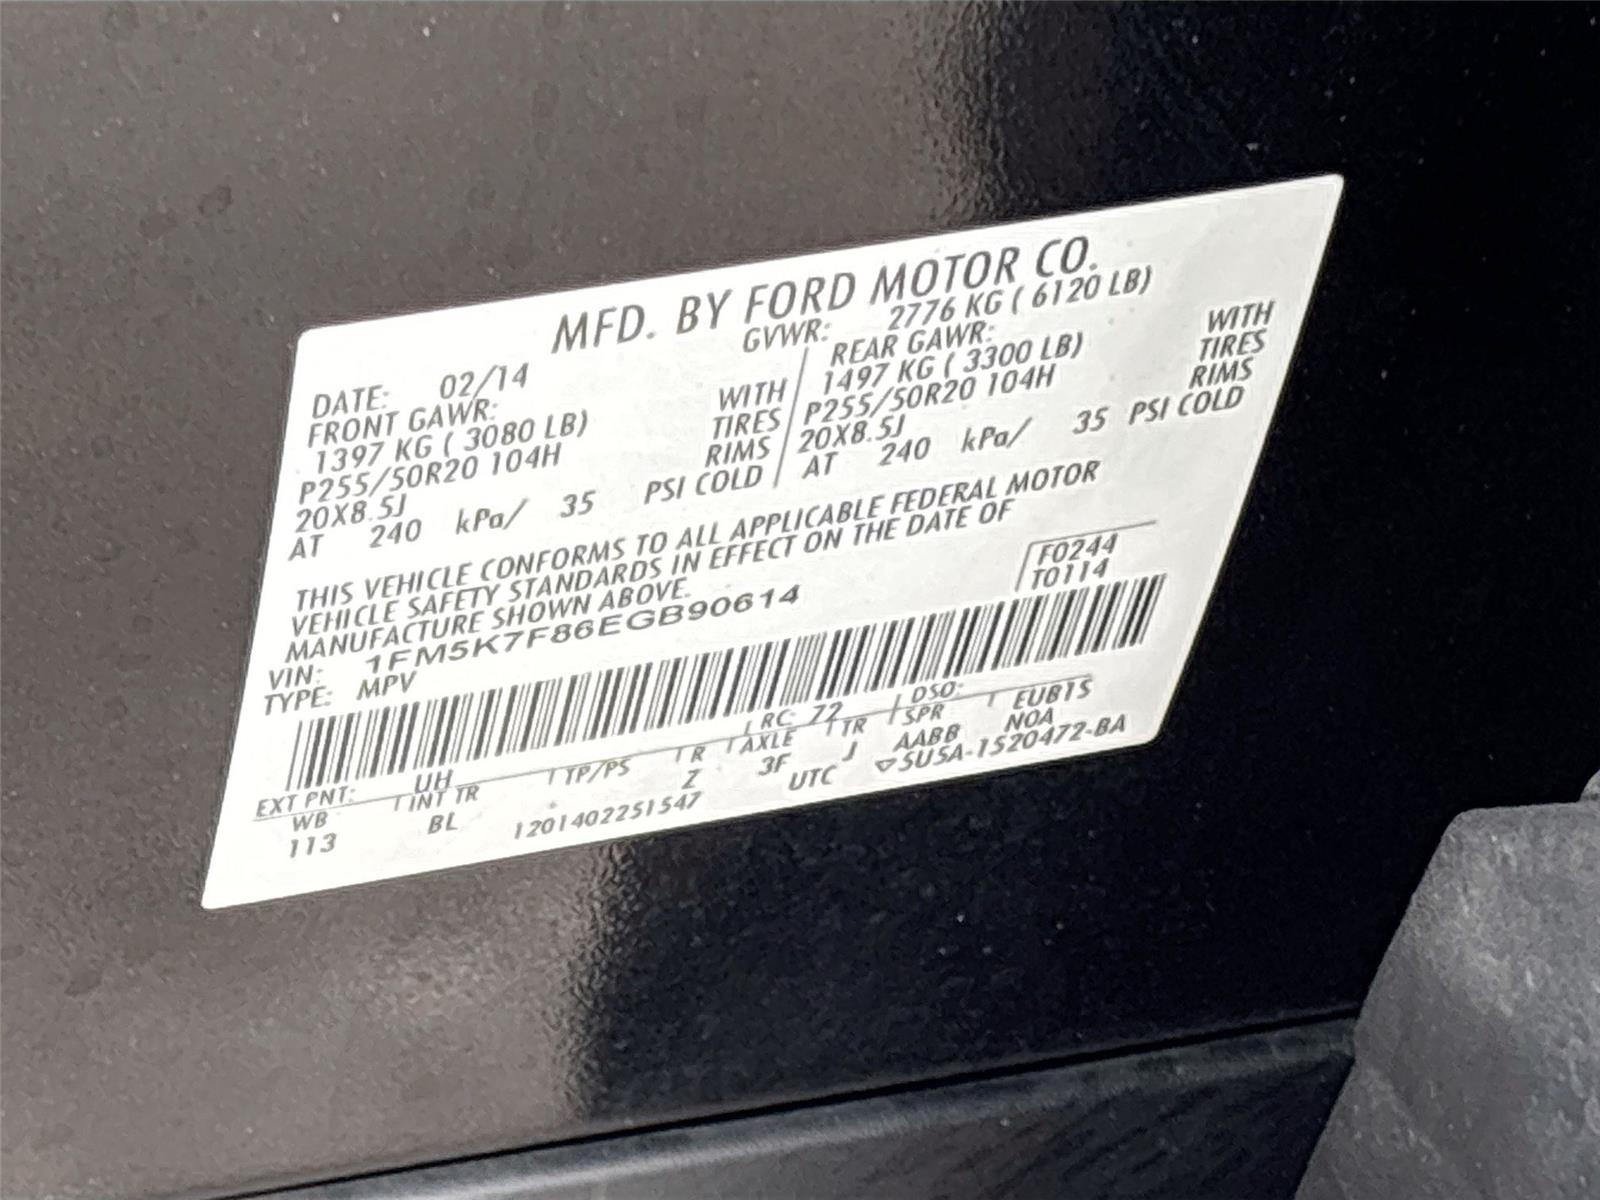 MFD. BY FORD MOTOR CO.
DATE: 02/14 GVWR: 2776 KG ( 6120 LB)
FRONT GAWR: REAR GAWR:
1397 KG ( 3080 LB) WITH 1497 KG ( 3300 LB) WITH
P255/50R20 104H TIRES P255/50R20 104H TIRES
20X8.5J RIMS 20X8.5J RIMS
AT 240 kPa/ 35 PSI COLD AT 240 kPa/ 35 PSI COLD
THIS VEHICLE CONFORMS TO ALL APPLICABLE FEDERAL MOTOR
VEHICLE SAFETY STANDARDS IN EFFECT ON THE DATE OF
MANUFACTURE SHOWN ABOVE.
F0244
T0114
VIN: 1FM5K7F86EGB90614
TYPE: MPV
EXT PNT: UH RC: 72 DSO:
WB INT TR TP/PS R AXLE TR SPR EUB1S
113 BL Z 3F J AABB NOA
1201402251547 UTC ▽5U5A-1520472-BA